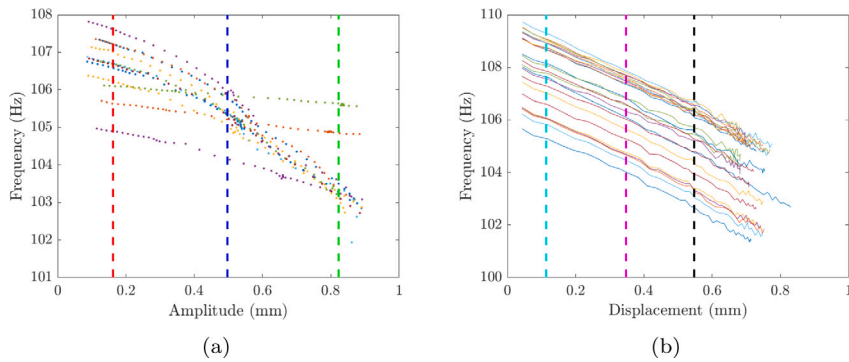 108
107
106
105
104
103
102
101
Frequency (Hz)
0 0.2 0.4 0.6 0.8 1
Amplitude (mm)
(a)
110
108
106
104
102
100
Frequency (Hz)
0 0.2 0.4 0.6 0.8 1
Displacement (mm)
(b)